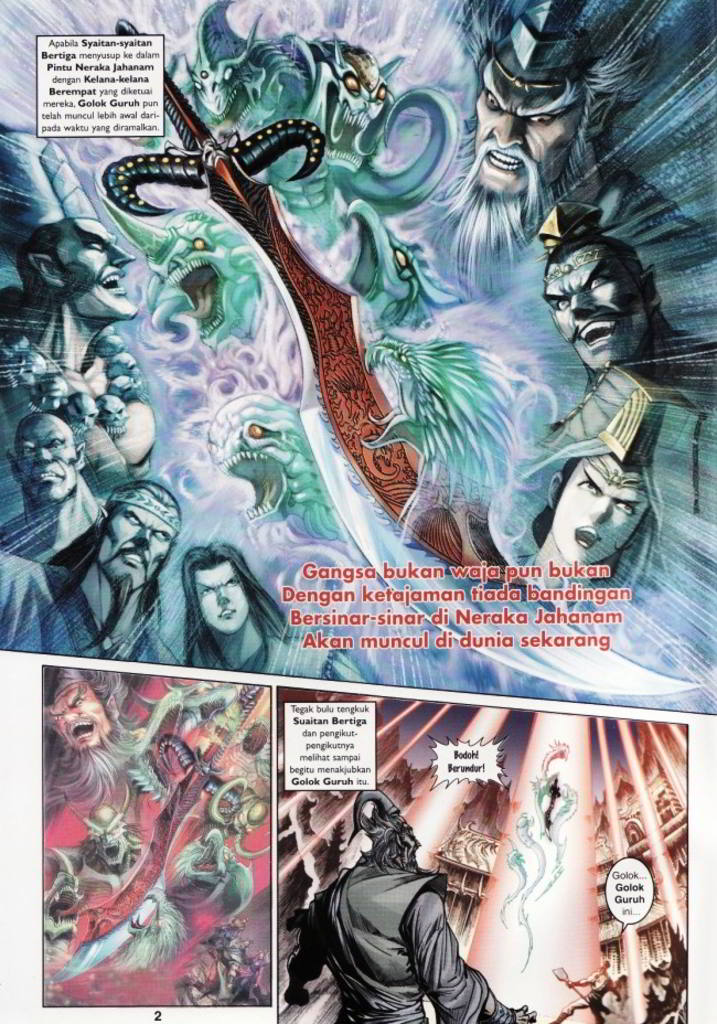 Apabila Syaitan-syaitan
Bertiga menyusup ke dalam
Pintu Neraka Jahanam
dengan Kelana-kelana
Berempat yang diketuai
mereka, Golok Guruh pun
telah muncul lebih awal dari-
pada waktu yang diramalkan.
Gangsa bukan waja pun bukan
Dengan ketajaman tiada bandingan
Bersinar-sinar di Neraka Jahanam
Akan muncul di dunia sekarang
Tegak bulu tengkuk
Suaitan Bertiga
dan pengikut-
pengikutnya
melihat sampai
begitu menakjubkan
Golok Guruh itu.
Bodoh!
Berundur!
Golok...
Golok
Guruh
ini...
2